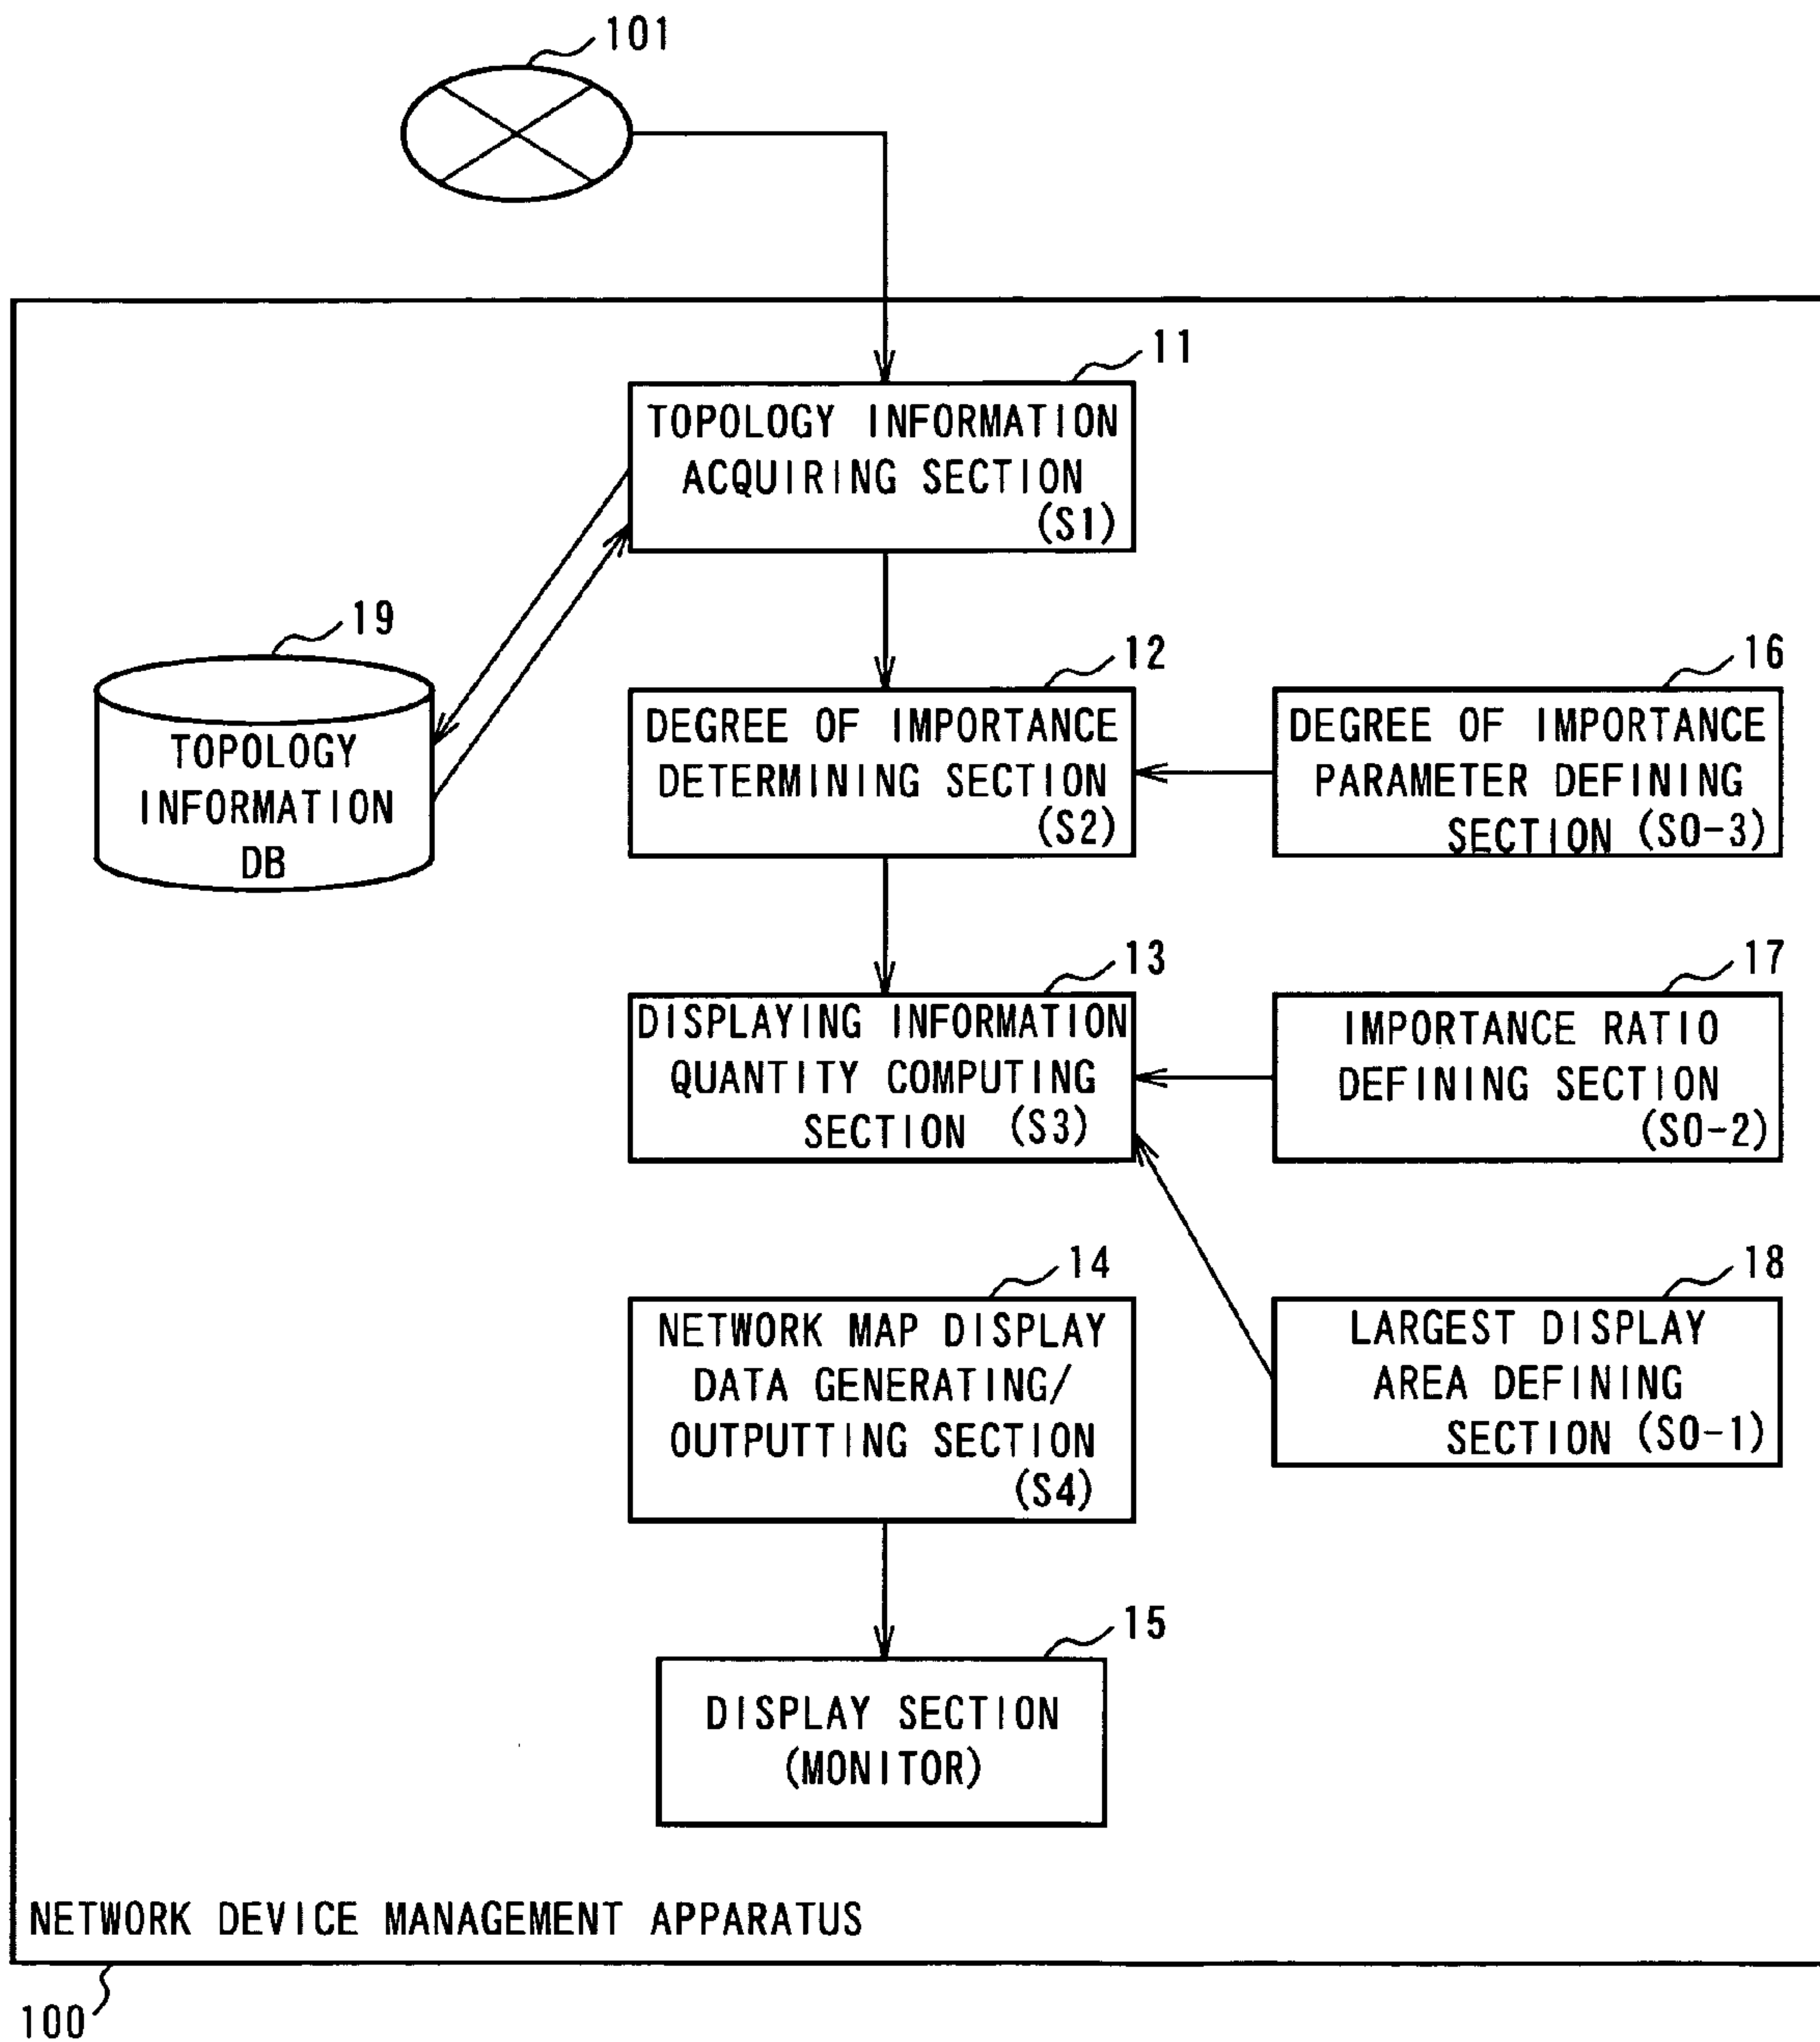 101
11
TOPOLOGY INFORMATION
ACQUIRING SECTION
(S1)
19
TOPOLOGY
INFORMATION
DB
12
DEGREE OF IMPORTANCE
DETERMINING SECTION
(S2)
16
DEGREE OF IMPORTANCE
PARAMETER DEFINING
SECTION (S0-3)
13
DISPLAYING INFORMATION
QUANTITY COMPUTING
SECTION (S3)
17
IMPORTANCE RATIO
DEFINING SECTION
(S0-2)
14
NETWORK MAP DISPLAY
DATA GENERATING/
OUTPUTTING SECTION
(S4)
18
LARGEST DISPLAY
AREA DEFINING
SECTION (S0-1)
15
DISPLAY SECTION
(MONITOR)
NETWORK DEVICE MANAGEMENT APPARATUS
100